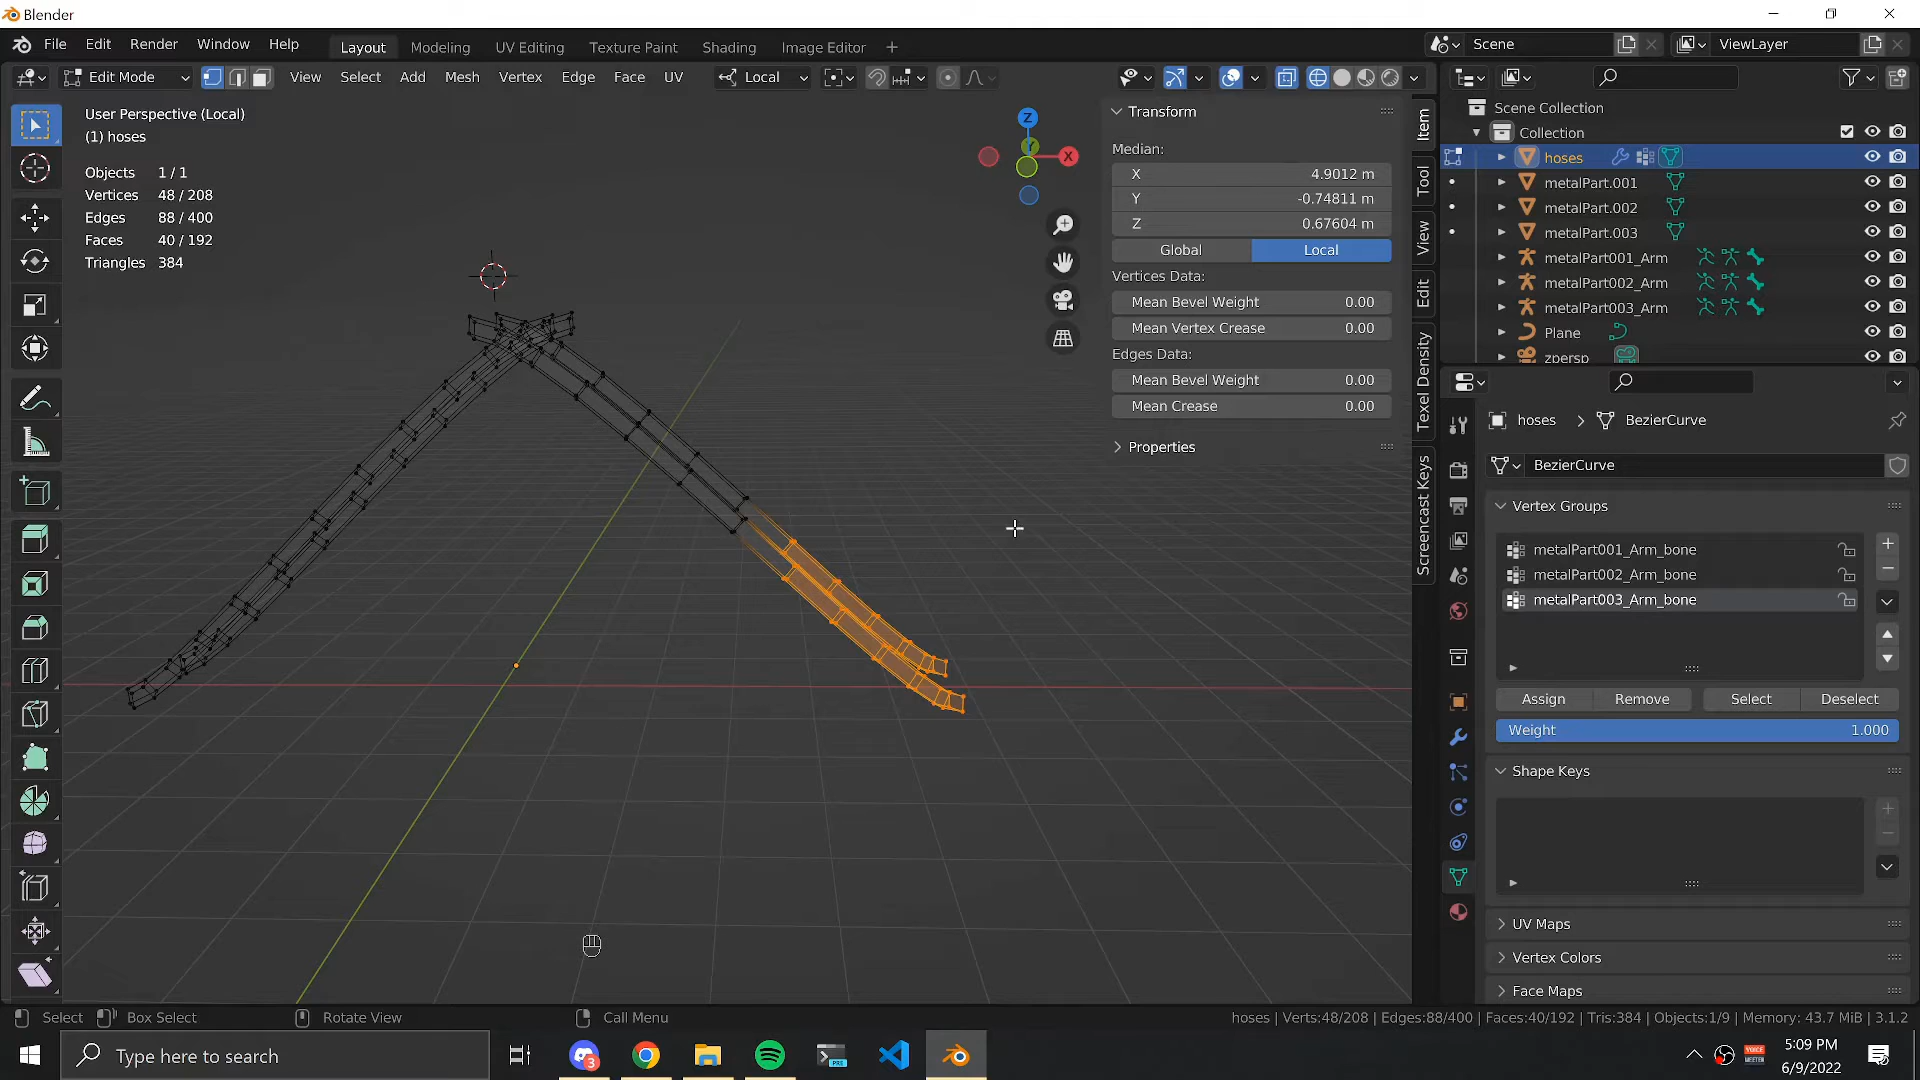 Blender
File Edit Render Window Help Layout Modeling UV Editing Texture Paint Shading Animation Editor + Scene ViewLayer
Edit Mode View Select Add Mesh Vertex Edge Face UV Local
User Perspective (Local)
(1) hoses
Objects 1 / 1
Vertices 48 / 208
Edges 88 / 400
Faces 40 / 192
Triangles 384
Z
Y
X
Transform
Median:
X 4.9012 m
Y -0.74811 m
Z 0.67604 m
Global Local
Vertices Data:
Mean Bevel Weight 0.00
Mean Vertex Crease 0.00
Edges Data:
Mean Bevel Weight 0.00
Mean Crease 0.00
Properties
Item
Tool
View
Edit
Texel Density
Screencast Keys
Scene Collection
Collection
hoses
metalPart.001
metalPart.002
metalPart.003
metalPart001_Arm
metalPart002_Arm
metalPart003_Arm
Plane
zpersp
hoses > BezierCurve
BezierCurve
Vertex Groups
metalPart001_Arm_bone
metalPart002_Arm_bone
metalPart003_Arm_bone
Assign Remove Select Deselect
Weight 1.000
Shape Keys
UV Maps
Vertex Colors
Face Maps
Select Box Select Rotate View Call Menu hoses | Verts:48/208 | Edges:88/400 | Faces:40/192 | Tris:384 | Objects:1/9 | Memory: 43.7 MiB | 3.1.2
Type here to search
3
PRE
5:09 PM
6/9/2022